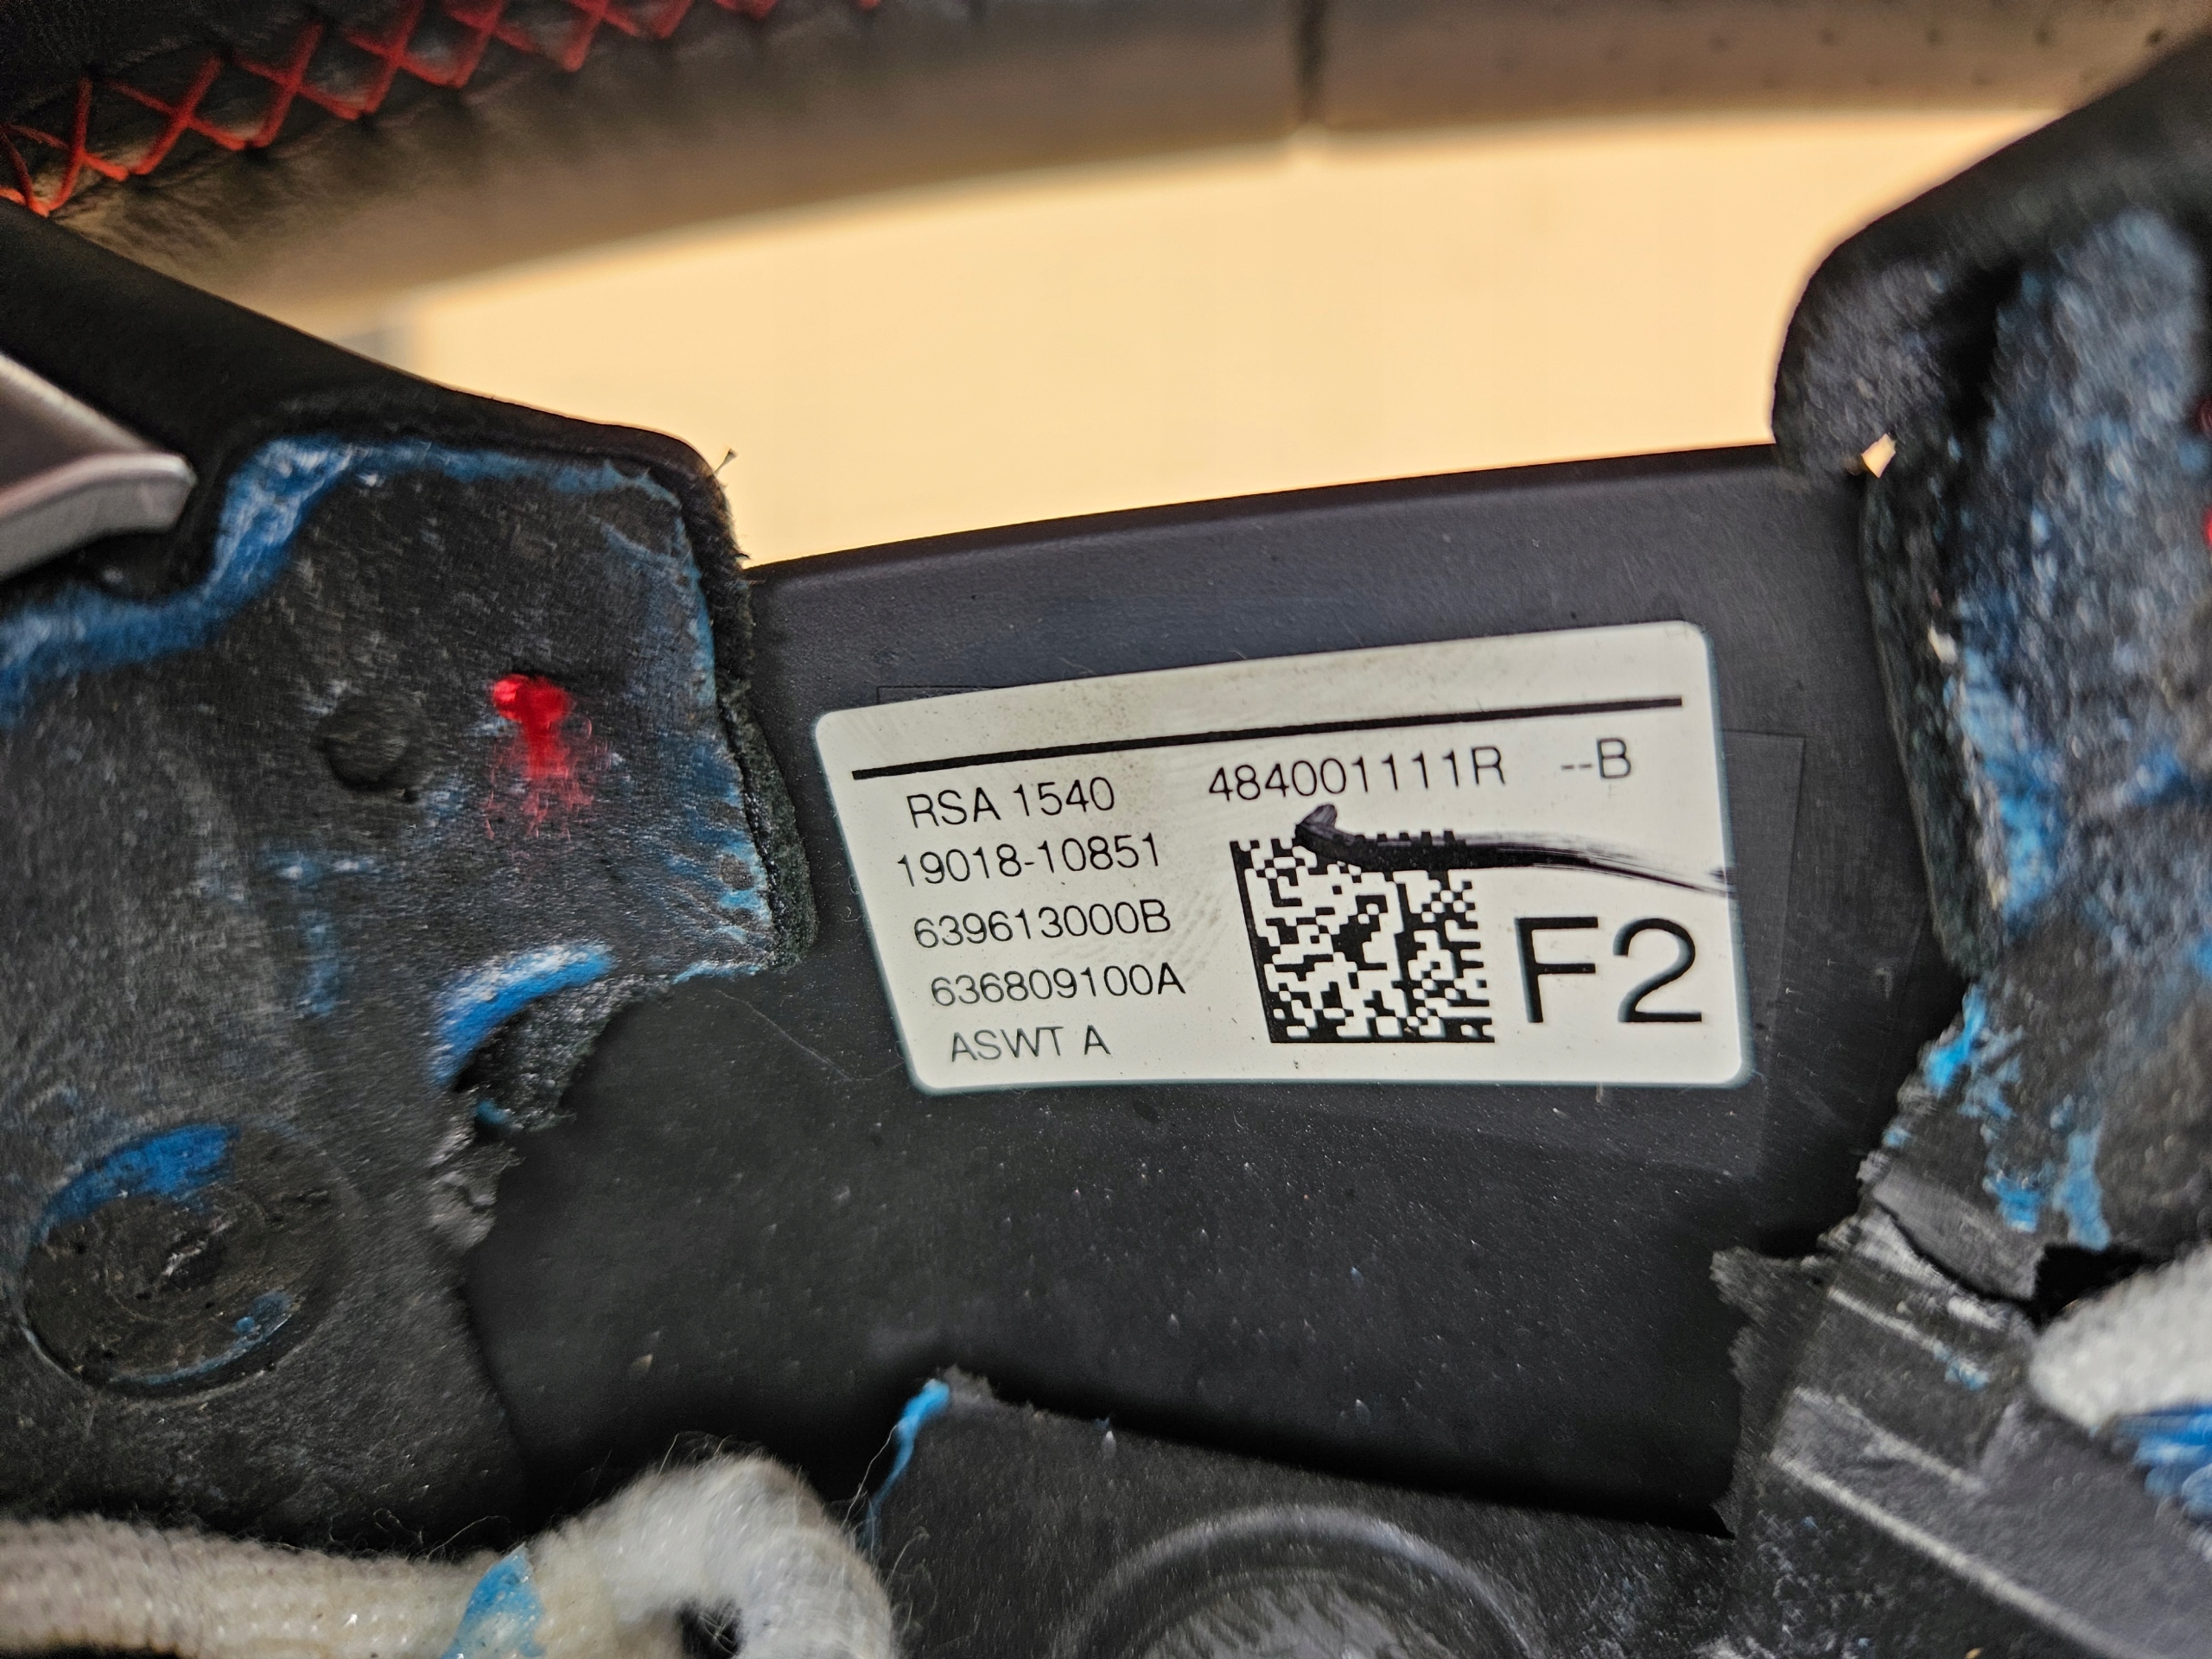 RSA 1540 484001111R --B
19018-10851
639613000B
636809100A
ASWT A
F2